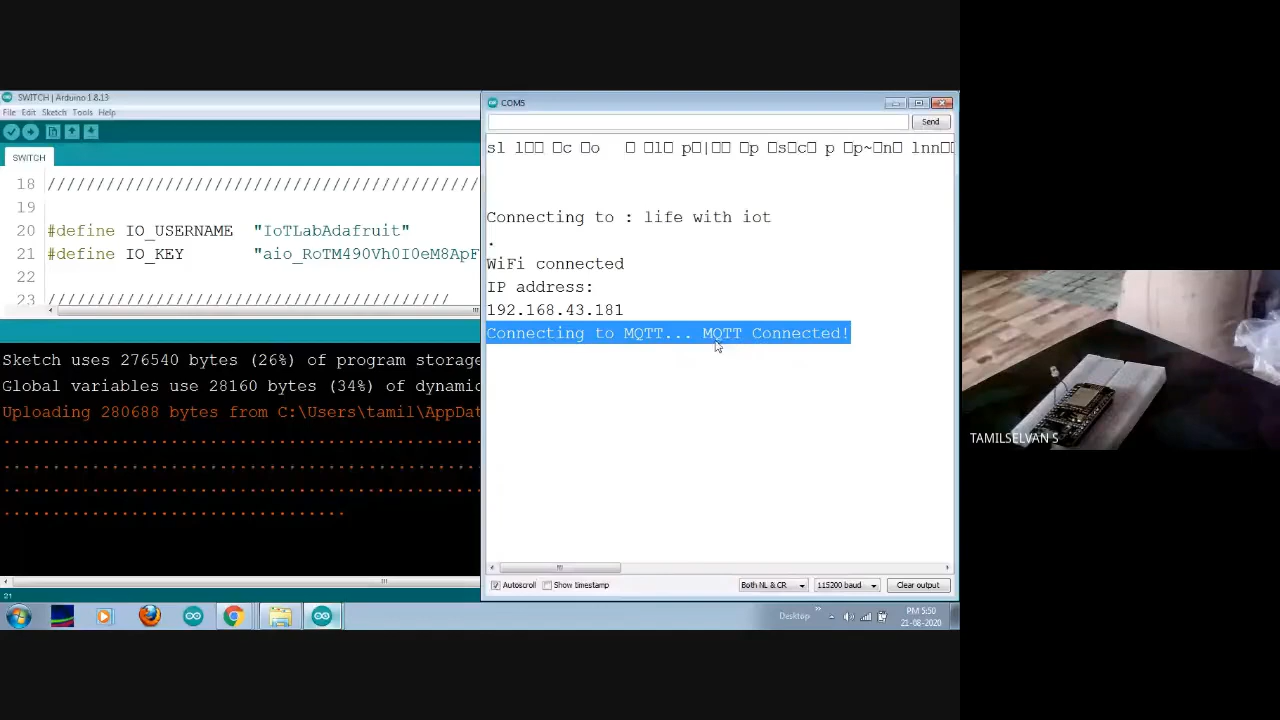 SWITCH | Arduino 1.8.13
File Edit Sketch Tools Help
SWITCH
18 ////////////////////////////////////////////
19
20 #define IO_USERNAME "IoTLabAdafruit"
21 #define IO_KEY "aio_RoTM490Vh0I0eM8ApF
22
23 /////////////////////////////////////////
Sketch uses 276540 bytes (26%) of program storage
Global variables use 28160 bytes (34%) of dynamic
Uploading 280688 bytes from C:\Users\tamil\AppDat
21
COM5
Send
Connecting to : life with iot
.
WiFi connected
IP address:
192.168.43.181
Connecting to MQTT... MQTT Connected!
Autoscroll Show timestamp Both NL & CR 115200 baud Clear output
TAMILSELVAN S
Desktop
PM 5:50
21-08-2020